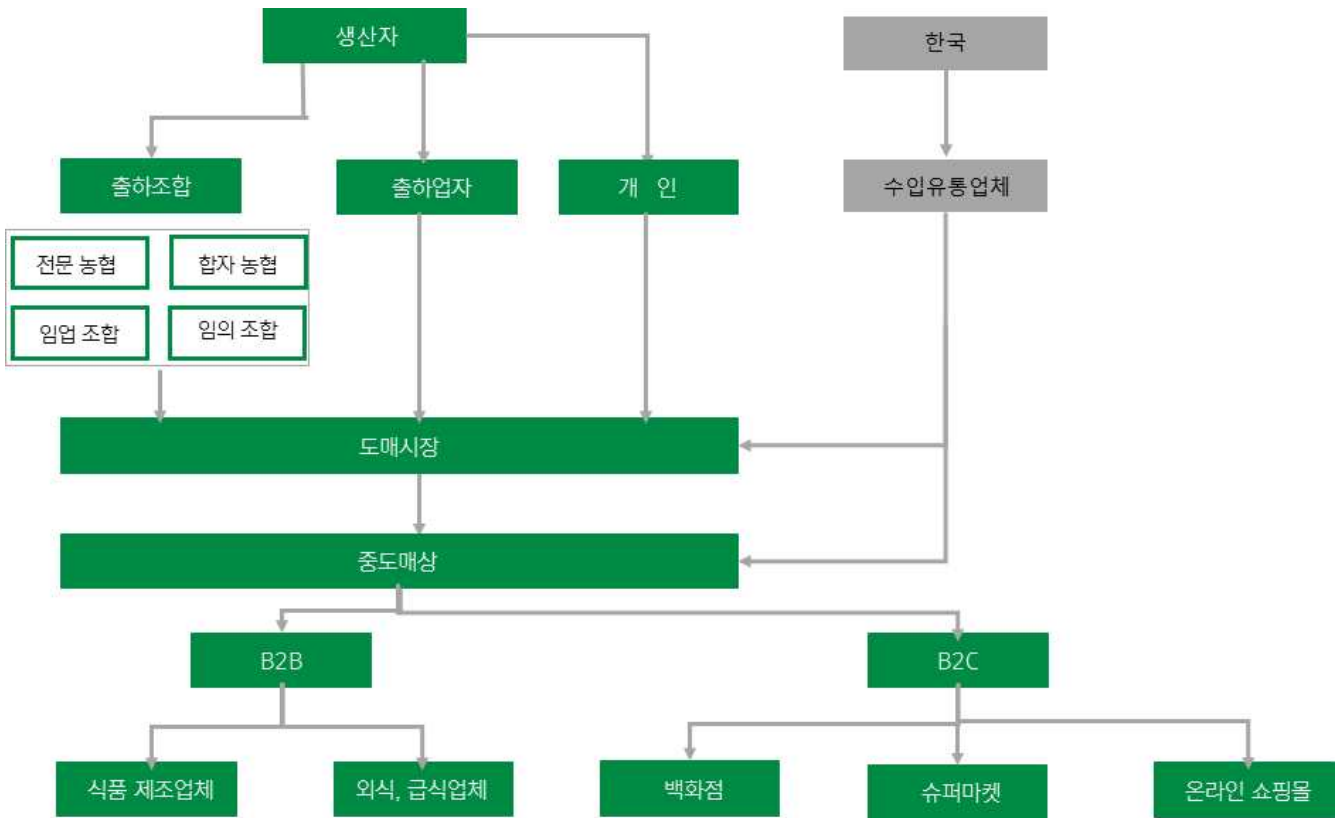 생산자
한국
출하조합
출하업자
개 인
수입유통업체
전문 농협
합자 농협
임업 조합
임의 조합
도매시장
중도매상
B2B
B2C
식품 제조업체
외식, 급식업체
백화점
슈퍼마켓
온라인 쇼핑몰